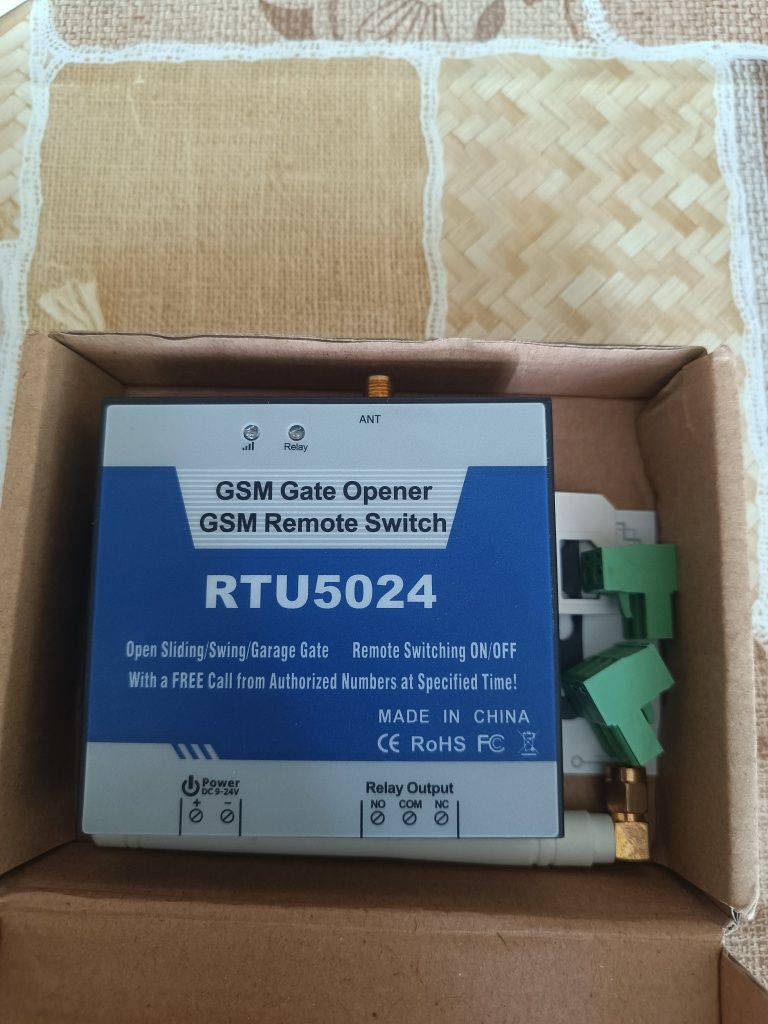 ANT
Relay
GSM Gate Opener
GSM Remote Switch
RTU5024
Open Sliding/Swing/Garage Gate Remote Switching ON/OFF
With a FREE Call from Authorized Numbers at Specified Time!
MADE IN CHINA
CE RoHS FC
Power
DC 9-24V
+ −
Relay Output
NO COM NC